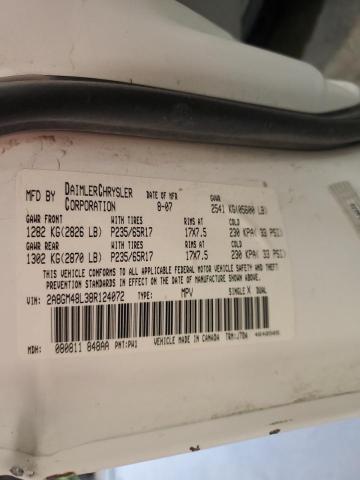 MFD BY DAIMLERCHRYSLER CORPORATION DATE OF MFR 8-07 GVWR 2541 KG(05600 LB)
GAWR FRONT WITH TIRES RIMS AT COLD
1282 KG(2826 LB) P235/65R17 17X7.5 230 KPA( 33 PSI)
GAWR REAR WITH TIRES RIMS AT COLD
1302 KG(2870 LB) P235/65R17 17X7.5 230 KPA( 33 PSI)
THIS VEHICLE CONFORMS TO ALL APPLICABLE FEDERAL MOTOR VEHICLE SAFETY AND THEFT
PREVENTION STANDARDS IN EFFECT ON THE DATE OF MANUFACTURE SHOWN ABOVE.
VIN: 2A8GM48L38R124072 TYPE: MPV SINGLE X DUAL
MDH: 080811 848AA PNT: PW1 VEHICLE MADE IN CANADA TRM: J7DA